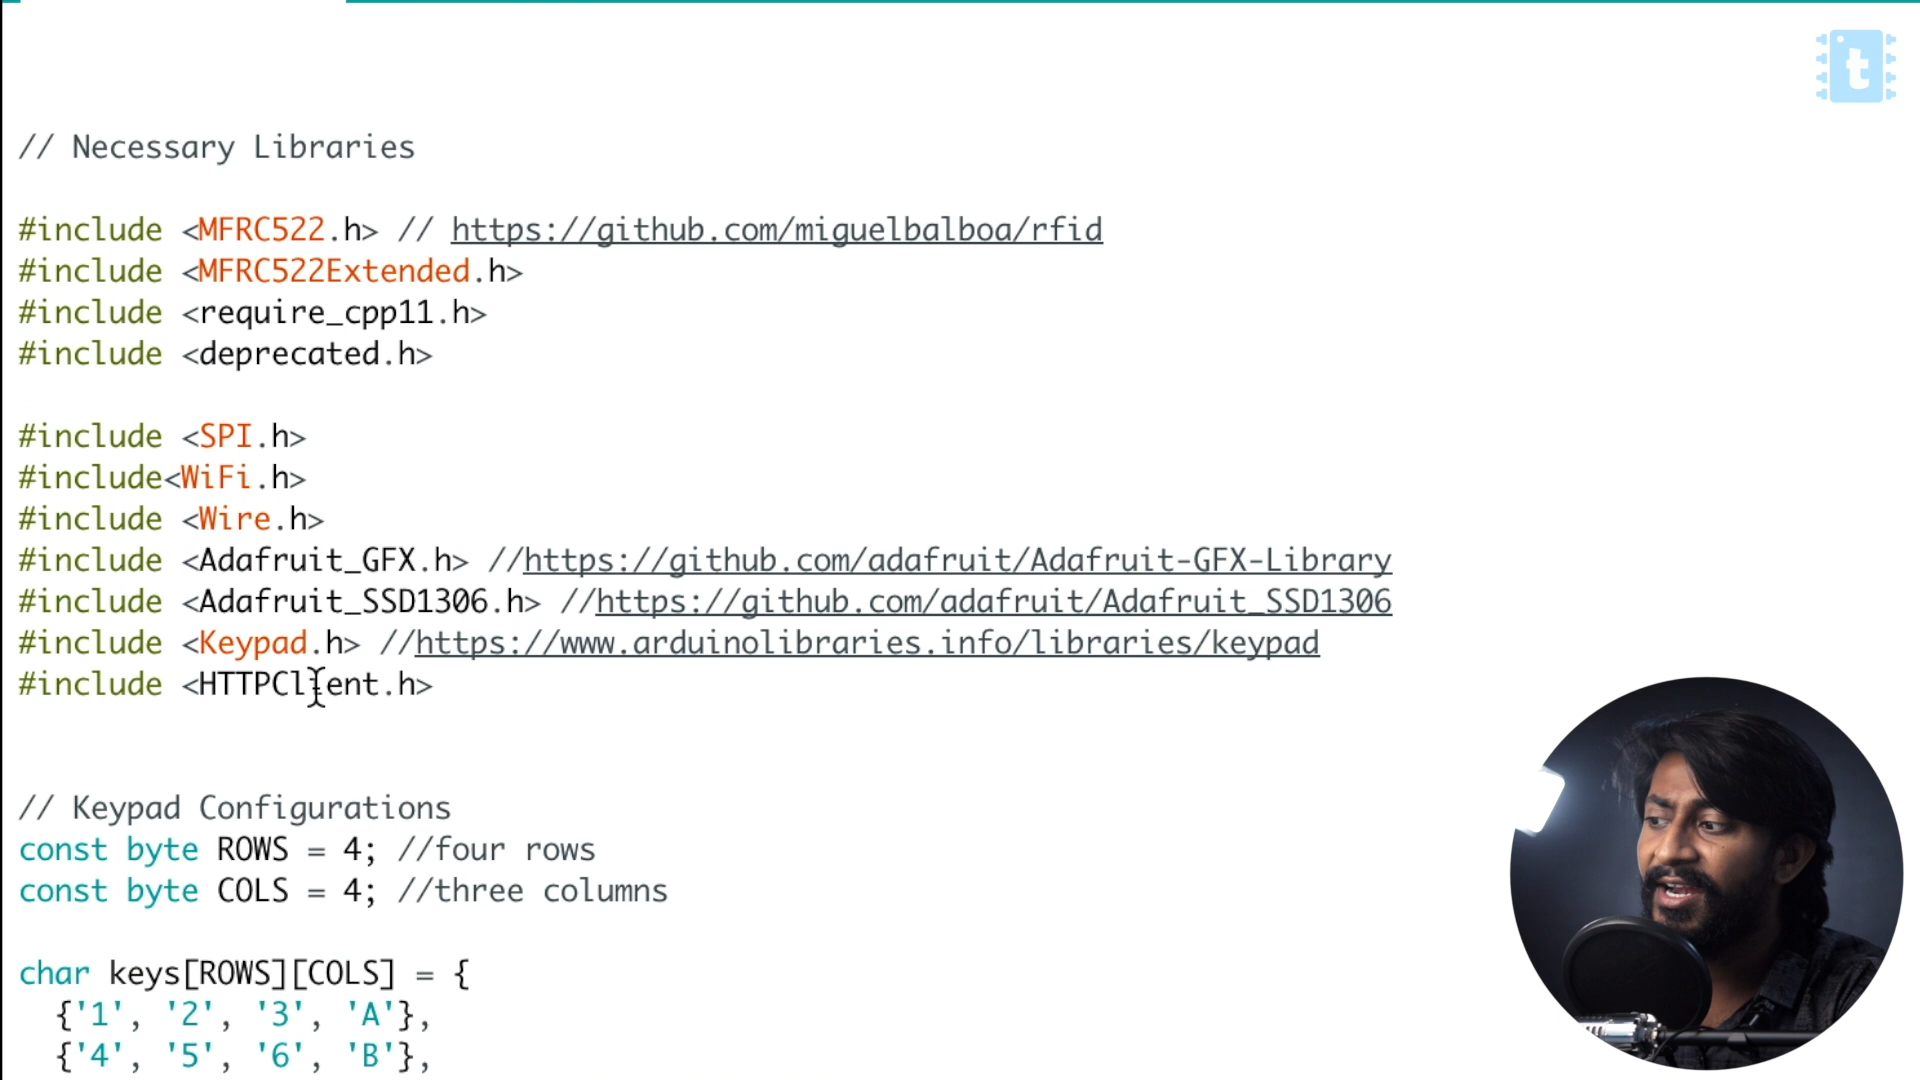 t
// Necessary Libraries
#include <MFRC522.h> // https://github.com/miguelbalboa/rfid
#include <MFRC522Extended.h>
#include <require_cpp11.h>
#include <deprecated.h>
#include <SPI.h>
#include<WiFi.h>
#include <Wire.h>
#include <Adafruit_GFX.h> //https://github.com/adafruit/Adafruit-GFX-Library
#include <Adafruit_SSD1306.h> //https://github.com/adafruit/Adafruit_SSD1306
#include <Keypad.h> //https://www.arduinolibraries.info/libraries/keypad
#include <HTTPClient.h>
// Keypad Configurations
const byte ROWS = 4; //four rows
const byte COLS = 4; //three columns
char keys[ROWS][COLS] = {
{'1', '2', '3', 'A'},
{'4', '5', '6', 'B'},